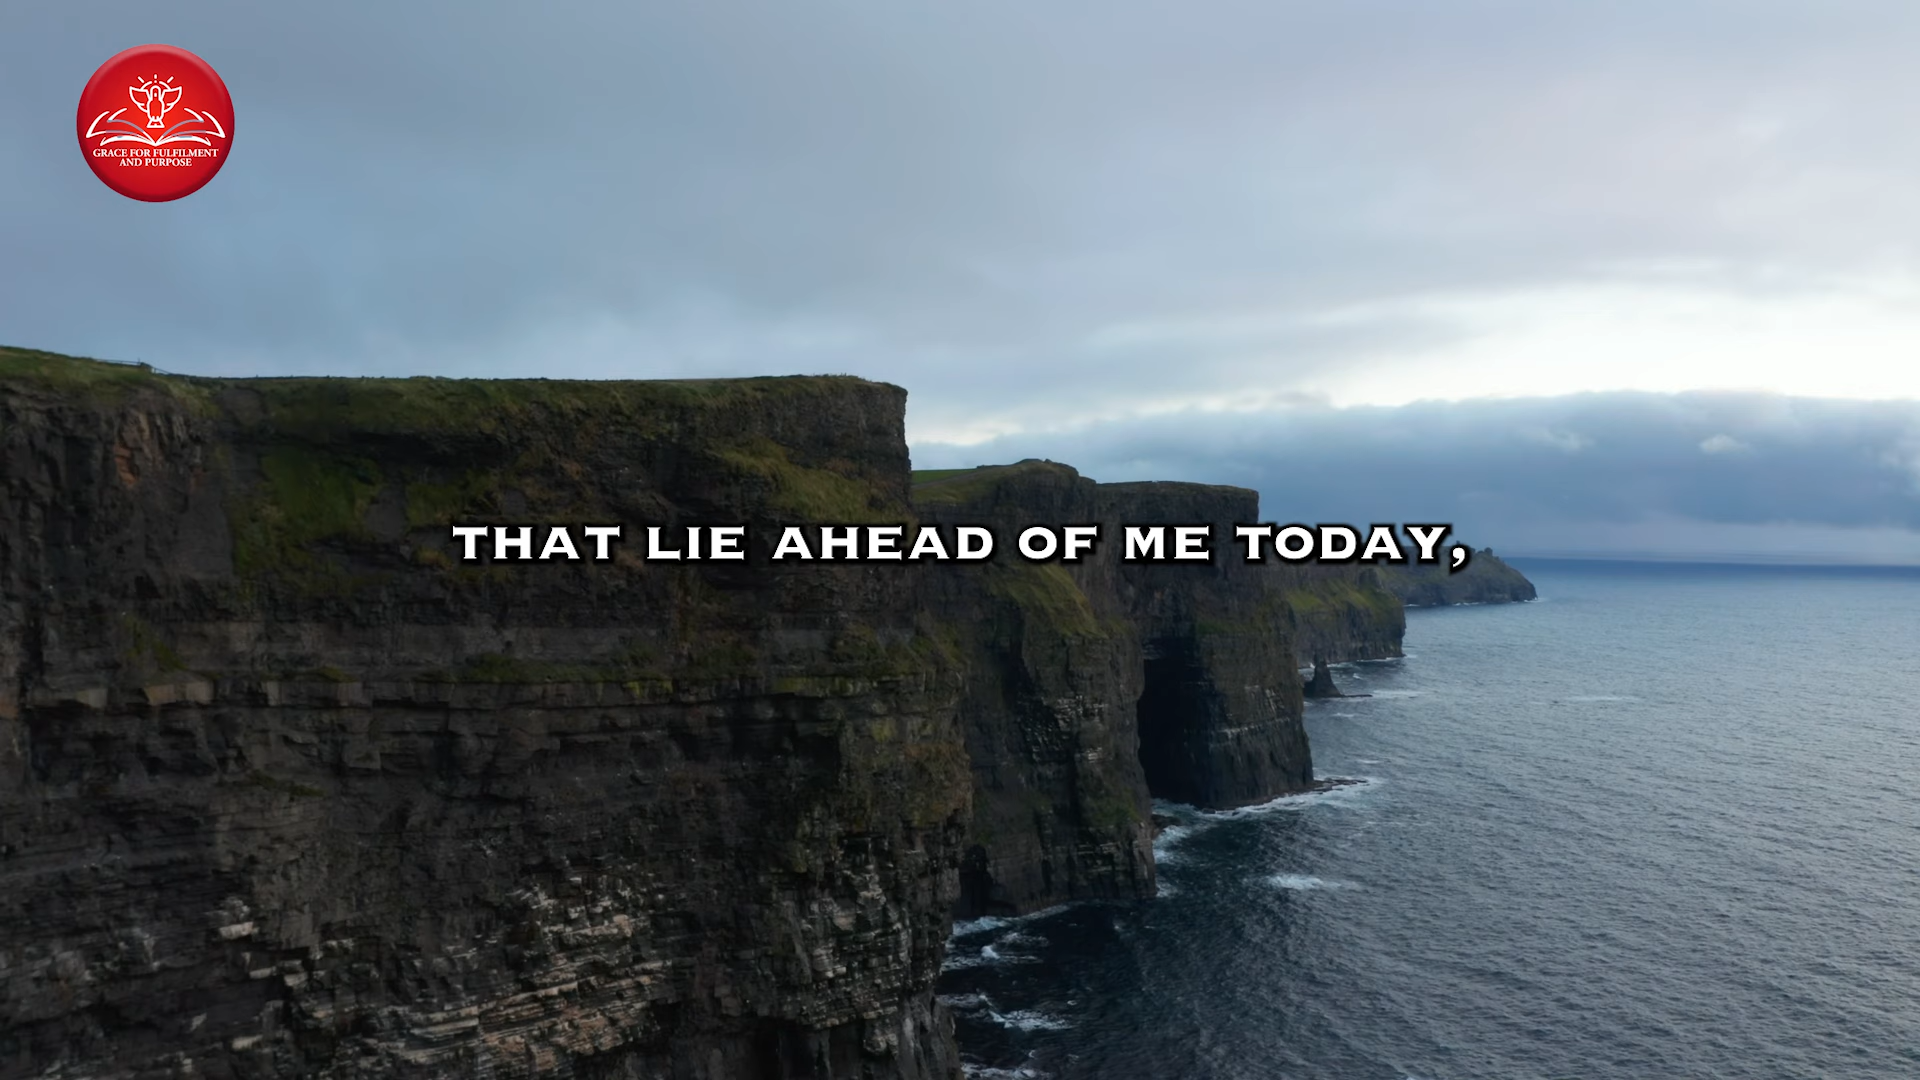 GRACE FOR FULFILMENT
AND PURPOSE
THAT LIE AHEAD OF ME TODAY,